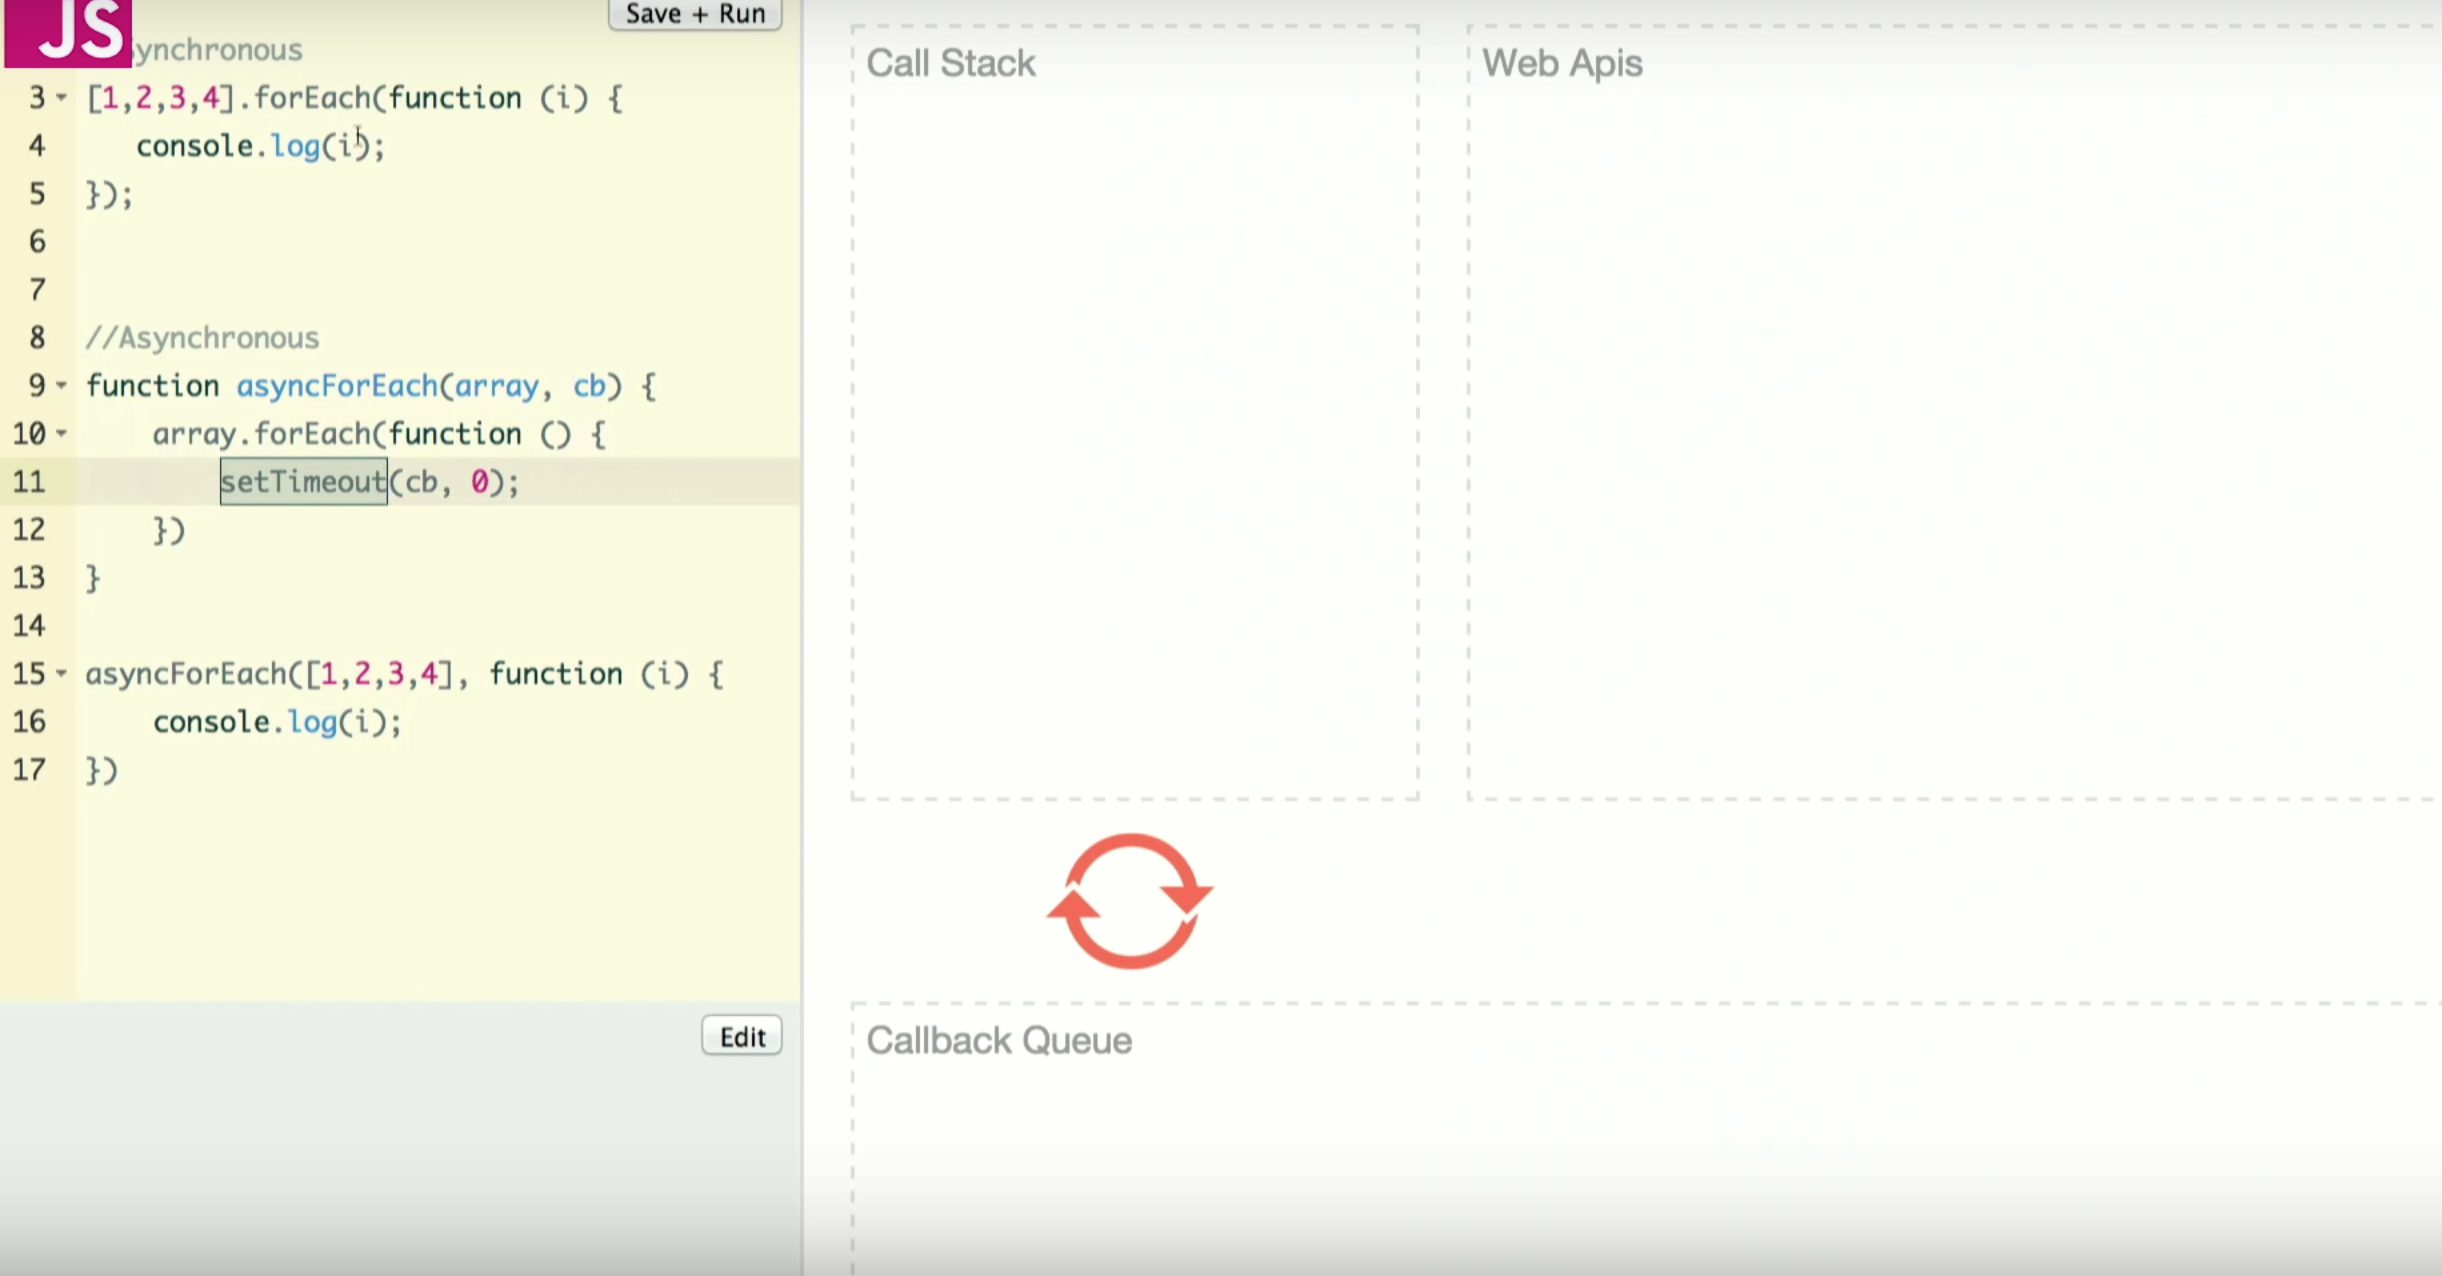 JS
Save + Run
ynchronous
3 [1,2,3,4].forEach(function (i) {
4 console.log(i);
5 });
6
7
8 //Asynchronous
9 function asyncForEach(array, cb) {
10 array.forEach(function () {
11 setTimeout(cb, 0);
12 })
13 }
14
15 asyncForEach([1,2,3,4], function (i) {
16 console.log(i);
17 })
Edit
Call Stack
Web Apis
Callback Queue